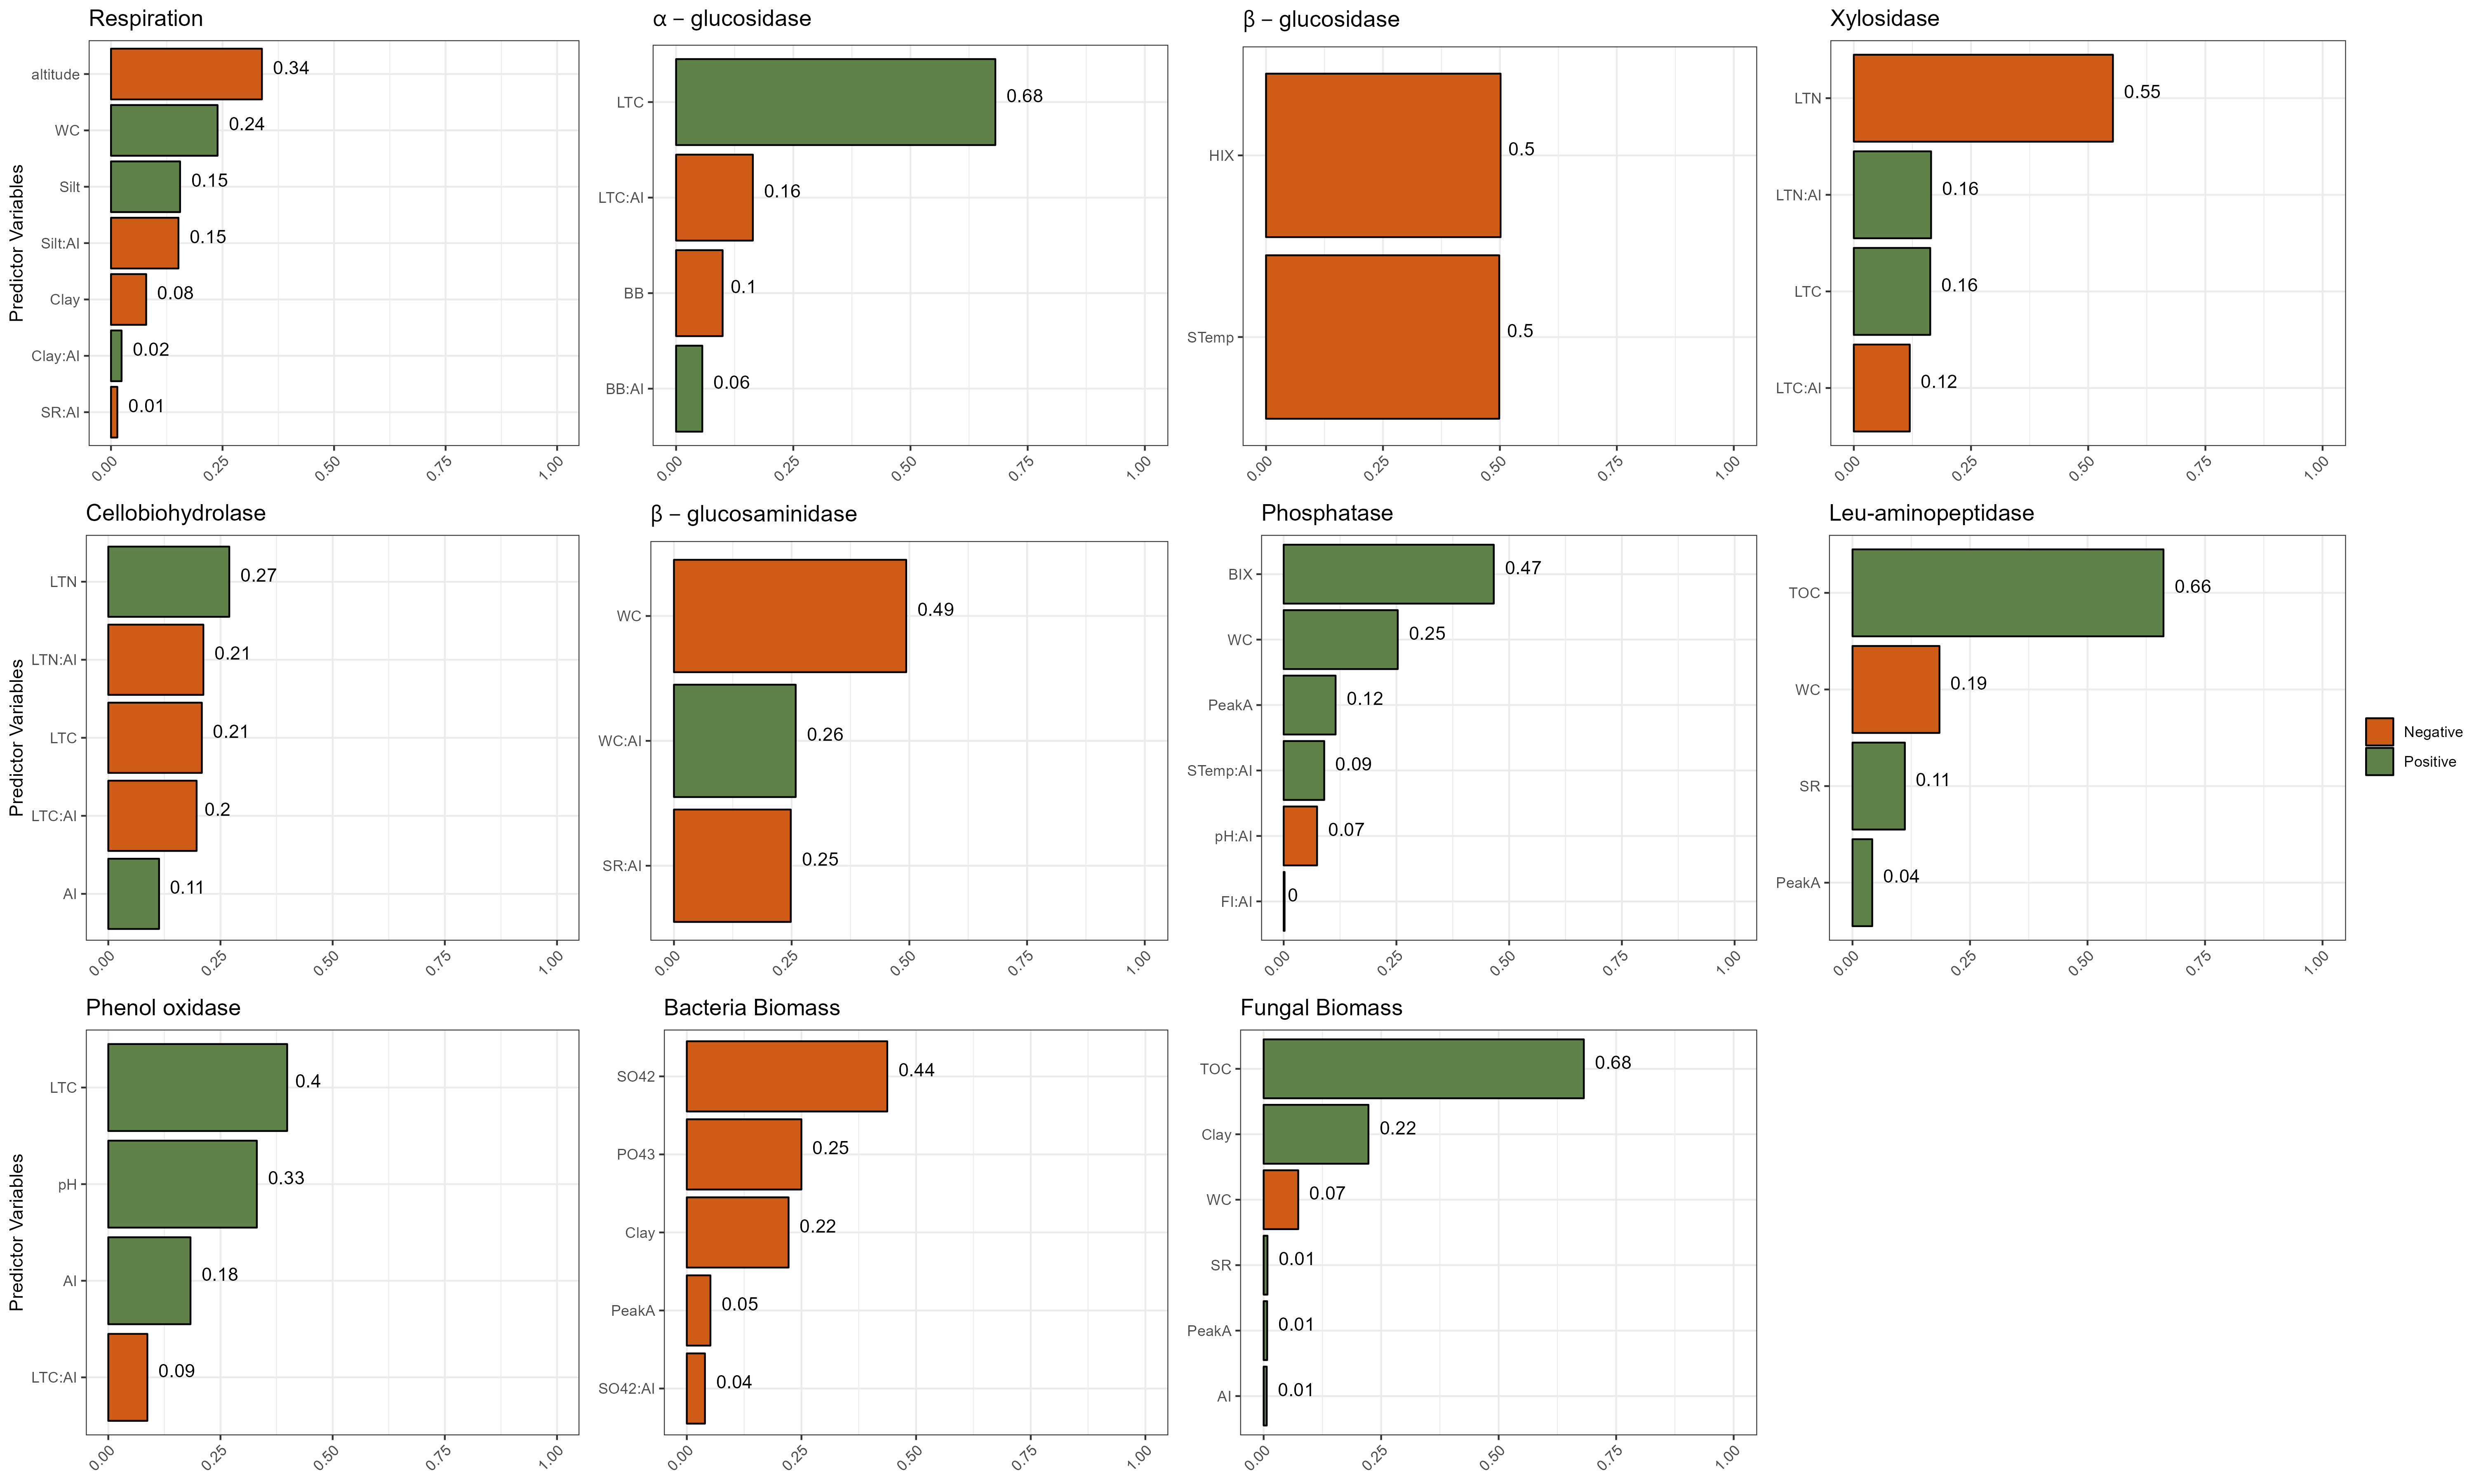 Respiration
Predictor Variables
altitude 0.34
WC 0.24
Silt 0.15
Silt:AI 0.15
Clay 0.08
Clay:AI 0.02
SR:AI 0.01
0.00 0.25 0.50 0.75 1.00
α – glucosidase
LTC 0.68
LTC:AI 0.16
BB 0.1
BB:AI 0.06
0.00 0.25 0.50 0.75 1.00
β – glucosidase
HIX 0.5
STemp 0.5
0.00 0.25 0.50 0.75 1.00
Xylosidase
LTN 0.55
LTN:AI 0.16
LTC 0.16
LTC:AI 0.12
0.00 0.25 0.50 0.75 1.00
Cellobiohydrolase
Predictor Variables
LTN 0.27
LTN:AI 0.21
LTC 0.21
LTC:AI 0.2
AI 0.11
0.00 0.25 0.50 0.75 1.00
β – glucosaminidase
WC 0.49
WC:AI 0.26
SR:AI 0.25
0.00 0.25 0.50 0.75 1.00
Phosphatase
BIX 0.47
WC 0.25
PeakA 0.12
STemp:AI 0.09
pH:AI 0.07
FI:AI 0
0.00 0.25 0.50 0.75 1.00
Leu-aminopeptidase
TOC 0.66
WC 0.19
SR 0.11
PeakA 0.04
0.00 0.25 0.50 0.75 1.00
Negative
Positive
Phenol oxidase
Predictor Variables
LTC 0.4
pH 0.33
AI 0.18
LTC:AI 0.09
0.00 0.25 0.50 0.75 1.00
Bacteria Biomass
SO42 0.44
PO43 0.25
Clay 0.22
PeakA 0.05
SO42:AI 0.04
0.00 0.25 0.50 0.75 1.00
Fungal Biomass
TOC 0.68
Clay 0.22
WC 0.07
SR 0.01
PeakA 0.01
AI 0.01
0.00 0.25 0.50 0.75 1.00